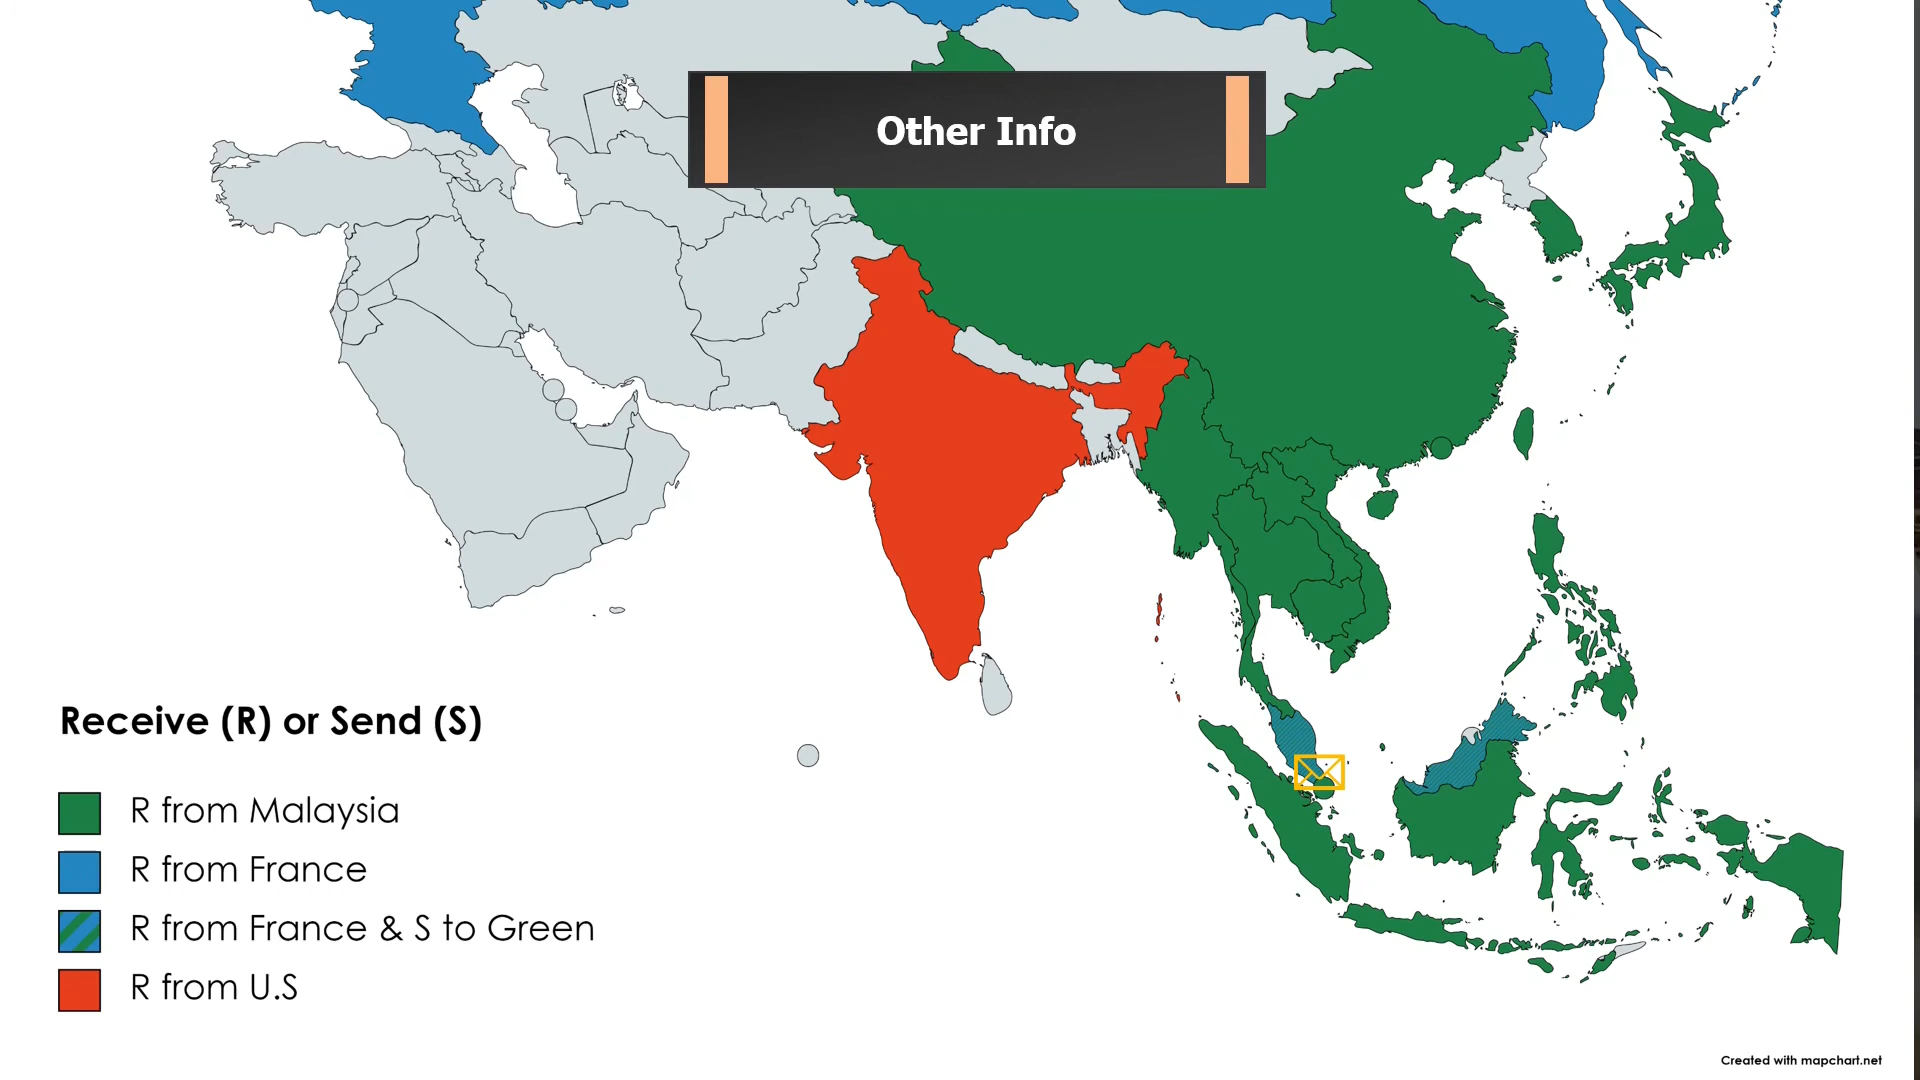 Other Info
Receive (R) or Send (S)
R from Malaysia
R from France
R from France & S to Green
R from U.S
Created with mapchart.net